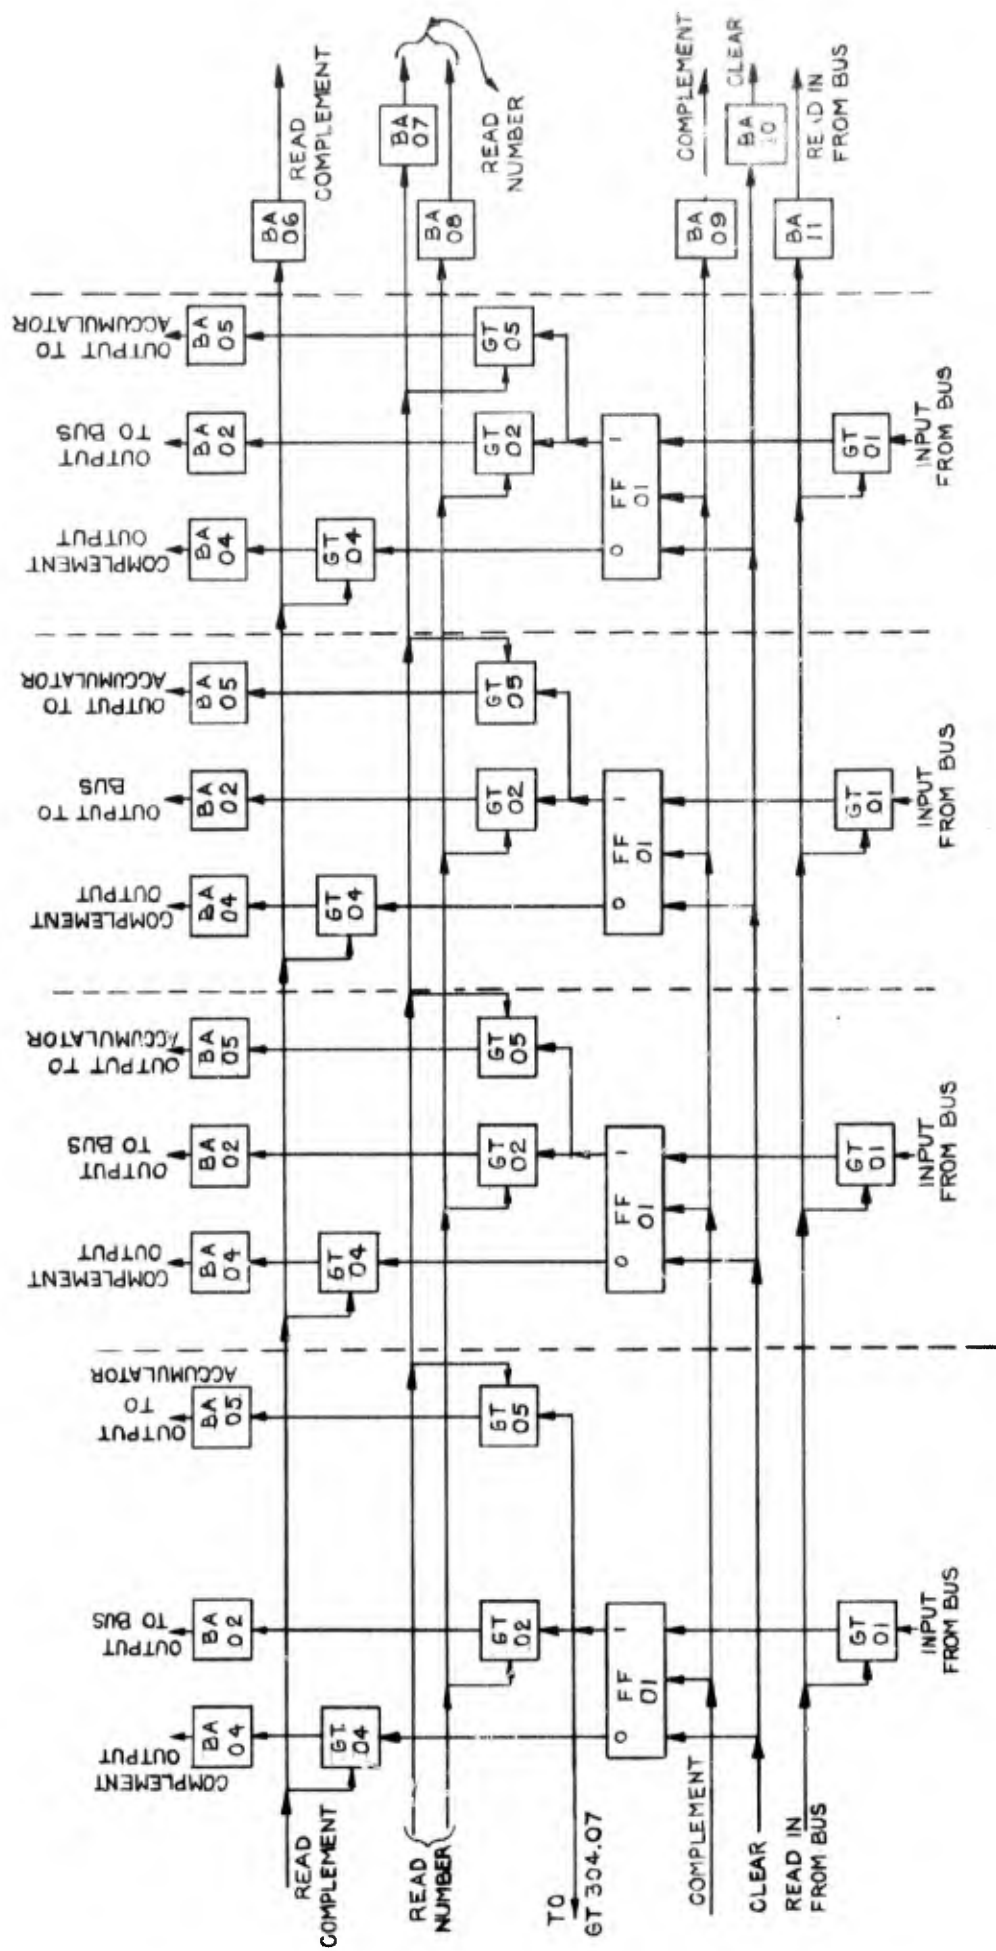 COMPLEMENT
OUTPUT
OUTPUT
TO BUS
OUTPUT
TO
ACCUMULATOR
COMPLEMENT
OUTPUT
OUTPUT
TO BUS
OUTPUT TO
ACCUMULATOR
COMPLEMENT
OUTPUT
OUTPUT TO
BUS
OUTPUT TO
ACCUMULATOR
COMPLEMENT
OUTPUT
OUTPUT
TO BUS
OUTPUT TO
ACCUMULATOR
BA
04
BA
02
BA
05
BA
04
BA
02
BA
05
BA
04
BA
02
BA
05
BA
04
BA
02
BA
05
READ
COMPLEMENT
BA
06
READ
COMPLEMENT
GT
04
GT
04
GT
04
GT
04
READ
NUMBER
BA
07
BA
08
READ
NUMBER
GT
02
GT
05
GT
02
GT
05
GT
02
GT
05
GT
02
GT
05
TO
GT 304.07
0 FF 1
01
0 FF 1
01
0 FF 1
01
0 FF 1
01
COMPLEMENT
BA
09
COMPLEMENT
CLEAR
BA
10
CLEAR
READ IN
FROM BUS
BA
11
READ IN
FROM BUS
GT
01
GT
01
GT
01
GT
01
INPUT
FROM BUS
INPUT
FROM BUS
INPUT
FROM BUS
INPUT
FROM BUS